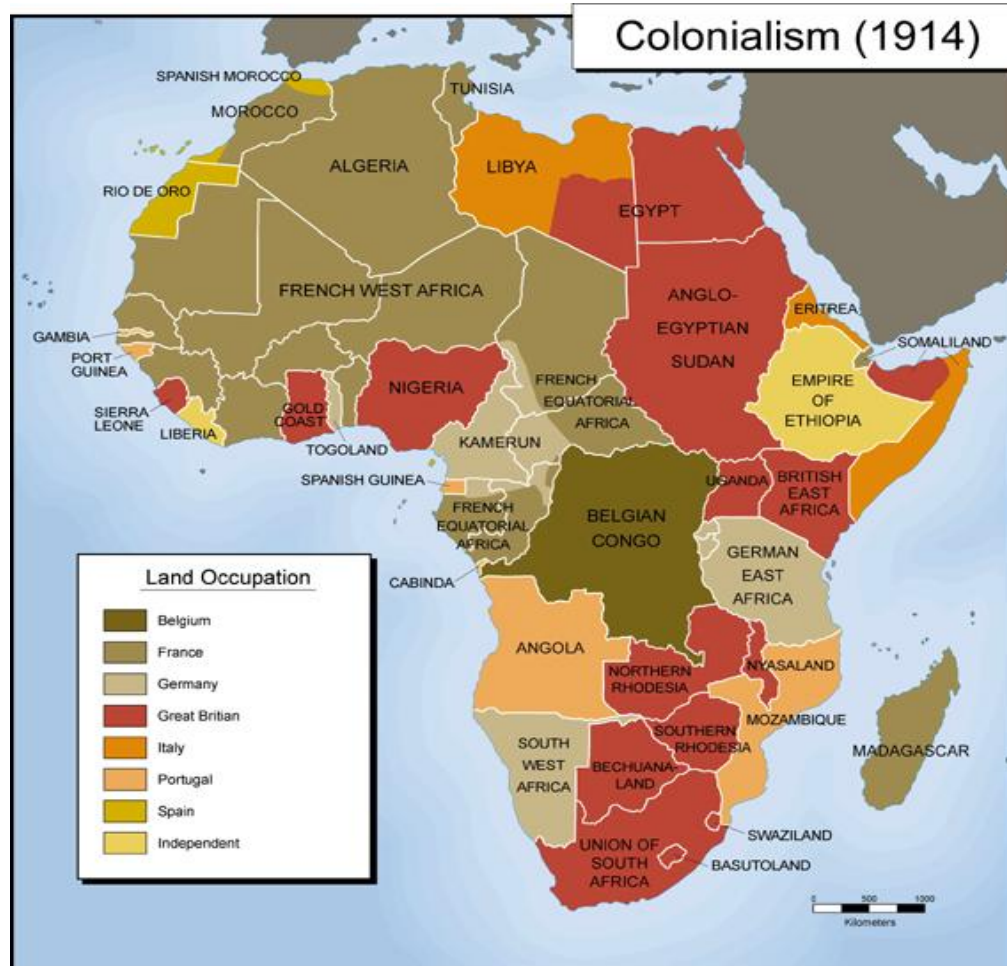 Colonialism (1914)
SPANISH MOROCCO
TUNISIA
MOROCCO
ALGERIA
LIBYA
EGYPT
RIO DE ORO
FRENCH WEST AFRICA
ANGLO-
EGYPTIAN
SUDAN
ERITREA
SOMALILAND
GAMBIA
PORT
GUINEA
NIGERIA
FRENCH
EQUATORIAL
AFRICA
EMPIRE
OF
ETHIOPIA
SIERRA
LEONE
LIBERIA
GOLD
COAST
TOGOLAND
KAMERUN
SPANISH GUINEA
UGANDA
BRITISH
EAST
AFRICA
FRENCH
EQUATORIAL
AFRICA
BELGIAN
CONGO
GERMAN
EAST
AFRICA
CABINDA
ANGOLA
NORTHERN
RHODESIA
NYASALAND
MOZAMBIQUE
SOUTHERN
RHODESIA
MADAGASCAR
SOUTH
WEST
AFRICA
BECHUANA-
LAND
SWAZILAND
UNION OF
SOUTH
AFRICA
BASUTOLAND
Land Occupation
Belgium
France
Germany
Great Britian
Italy
Portugal
Spain
Independent
0 500 1000
Kilometers